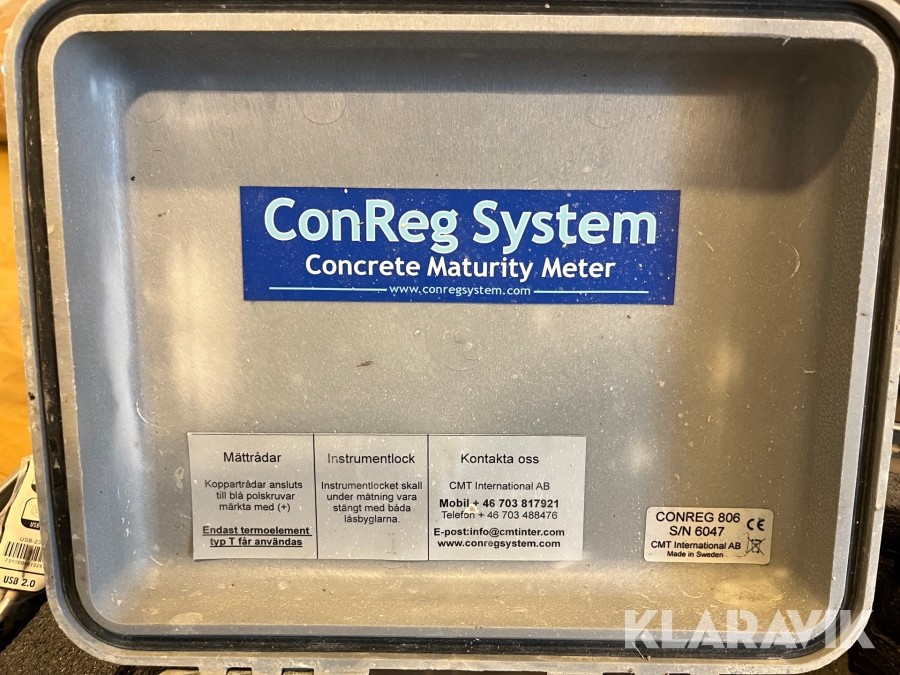 ConReg System
Concrete Maturity Meter
www.conregsystem.com
Mättrådar
Koppartrådar ansluts
till blå polskruvar
märkta med (+)
Endast termoelement
typ T får användas
Instrumentlock
Instrumentlocket skall
under mätning vara
stängt med båda
låsbyglarna.
Kontakta oss
CMT International AB
Mobil + 46 703 817921
Telefon + 46 703 488476
E-post:info@cmtinter.com
www.conregsystem.com
CONREG 806
S/N 6047
CE
CMT International AB
Made in Sweden
USB 2.0
KLARAVIK